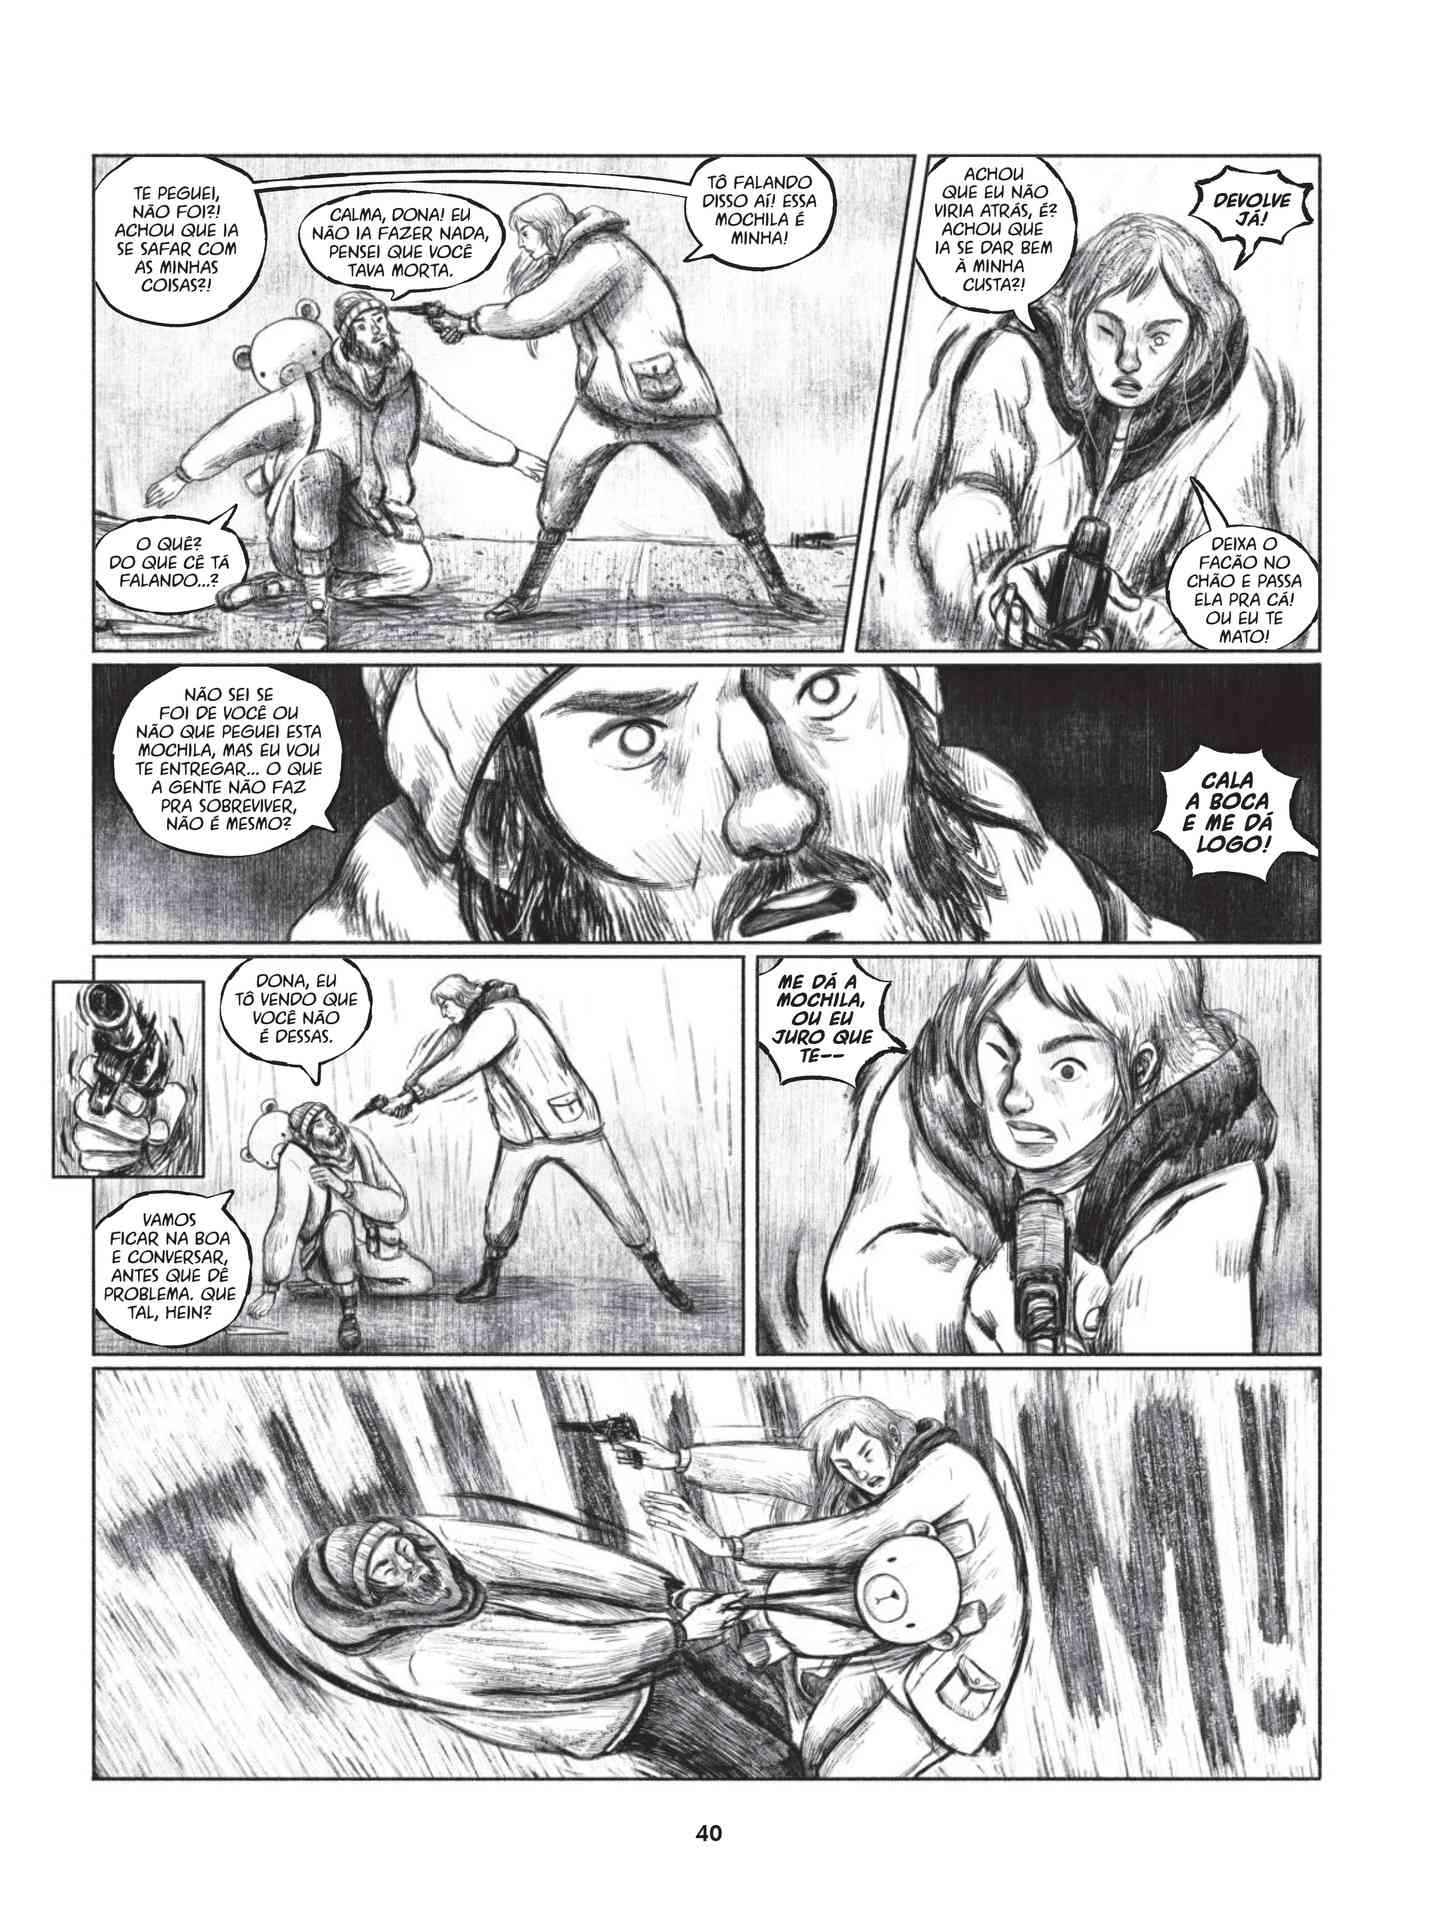 TE PEGUEI,
NÃO FOI?!
ACHOU QUE IA
SE SAFAR COM
AS MINHAS
COISAS?!
CALMA, DONA! EU
NÃO IA FAZER NADA,
PENSEI QUE VOCÊ
TAVA MORTA.
TÔ FALANDO
DISSO AÍ! ESSA
MOCHILA É
MINHA!
O QUÊ?
DO QUE CÊ TÁ
FALANDO...?
ACHOU
QUE EU NÃO
VIRIA ATRÁS, É?
ACHOU QUE
IA SE DAR BEM
À MINHA
CUSTA?!
DEVOLVE
JÁ!
DEIXA O
FACÃO NO
CHÃO E PASSA
ELA PRA CÁ!
OU EU TE
MATO!
NÃO SEI SE
FOI DE VOCÊ OU
NÃO QUE PEGUEI ESTA
MOCHILA, MAS EU VOU
TE ENTREGAR... O QUE
A GENTE NÃO FAZ
PRA SOBREVIVER,
NÃO É MESMO?
CALA
A BOCA
E ME DÁ
LOGO!
DONA, EU
TÔ VENDO QUE
VOCÊ NÃO
É DESSAS.
VAMOS
FICAR NA BOA
E CONVERSAR,
ANTES QUE DÊ
PROBLEMA. QUE
TAL, HEIN?
ME DÁ A
MOCHILA,
OU EU
JURO QUE
TE--
40